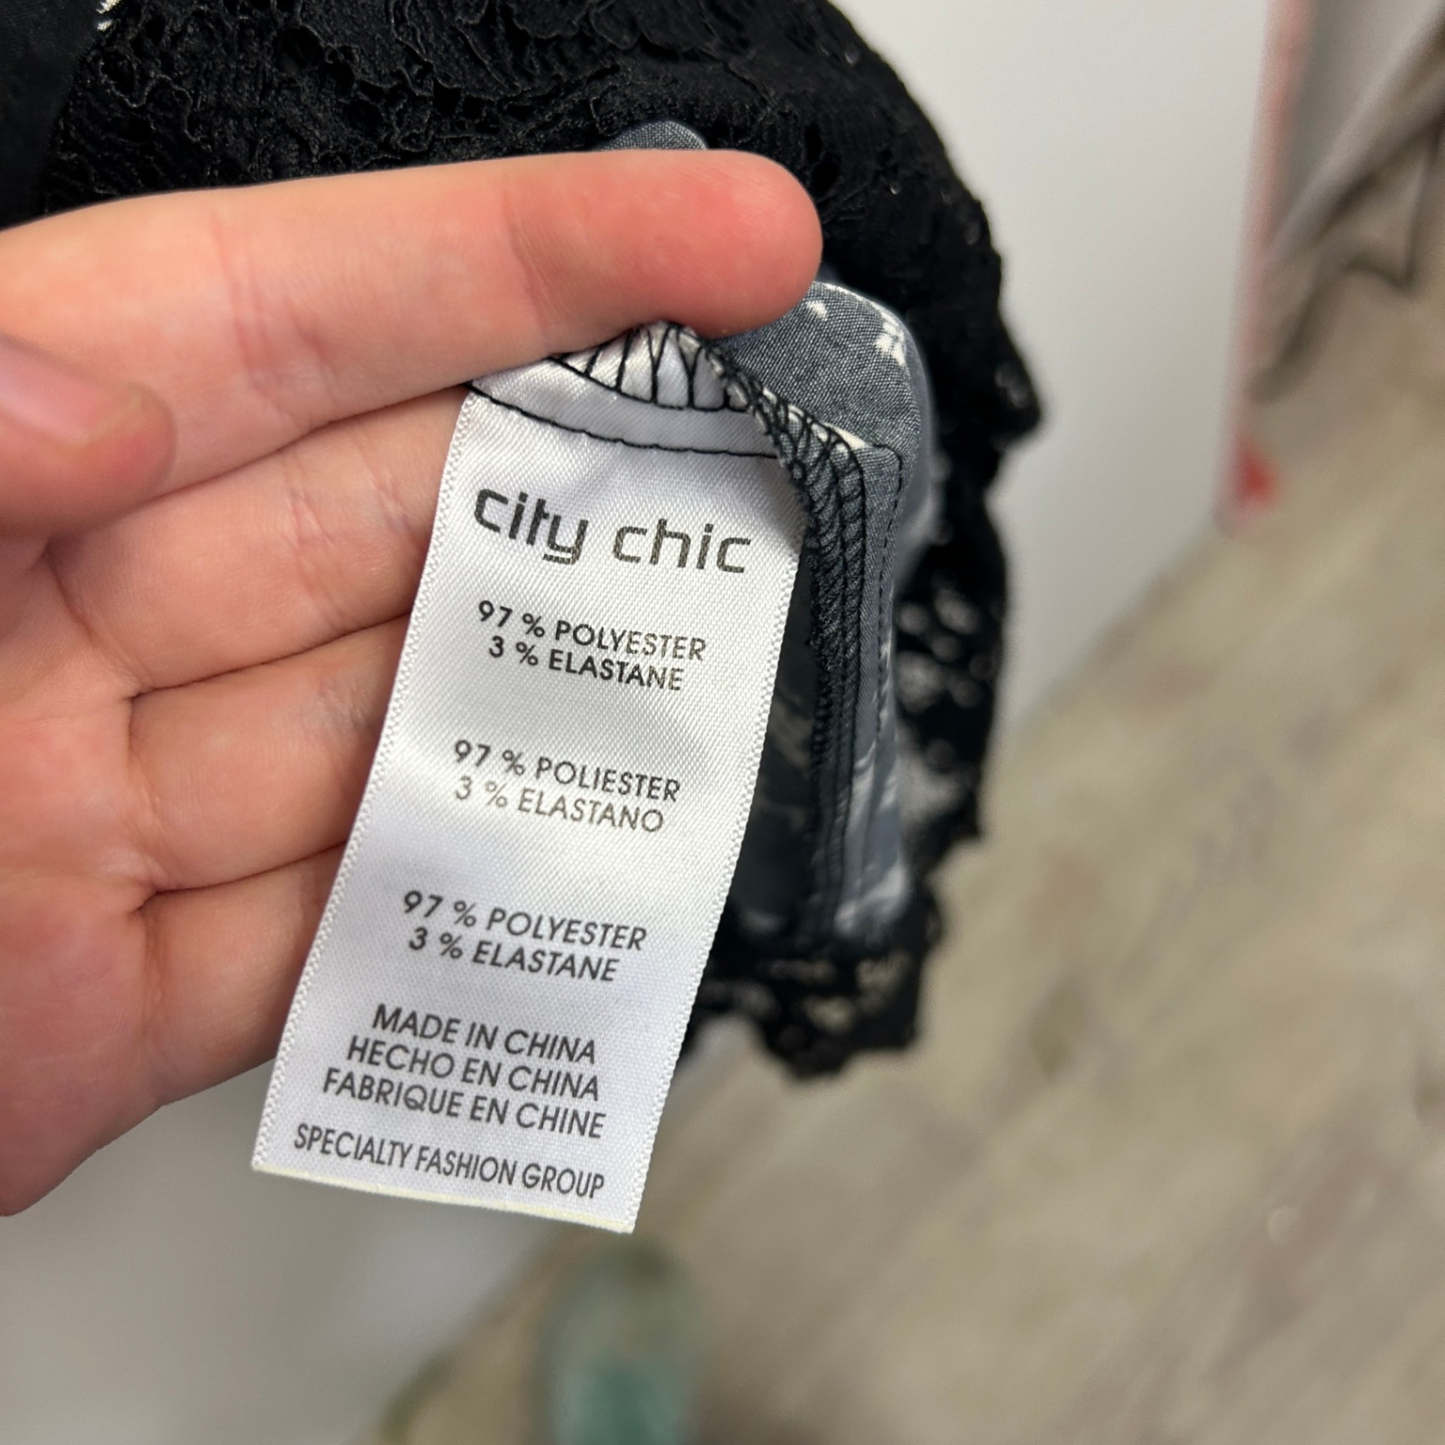 city chic
97 % POLYESTER
3 % ELASTANE
97 % POLIESTER
3 % ELASTANO
97 % POLYESTER
3 % ELASTANE
MADE IN CHINA
HECHO EN CHINA
FABRIQUE EN CHINE
SPECIALTY FASHION GROUP